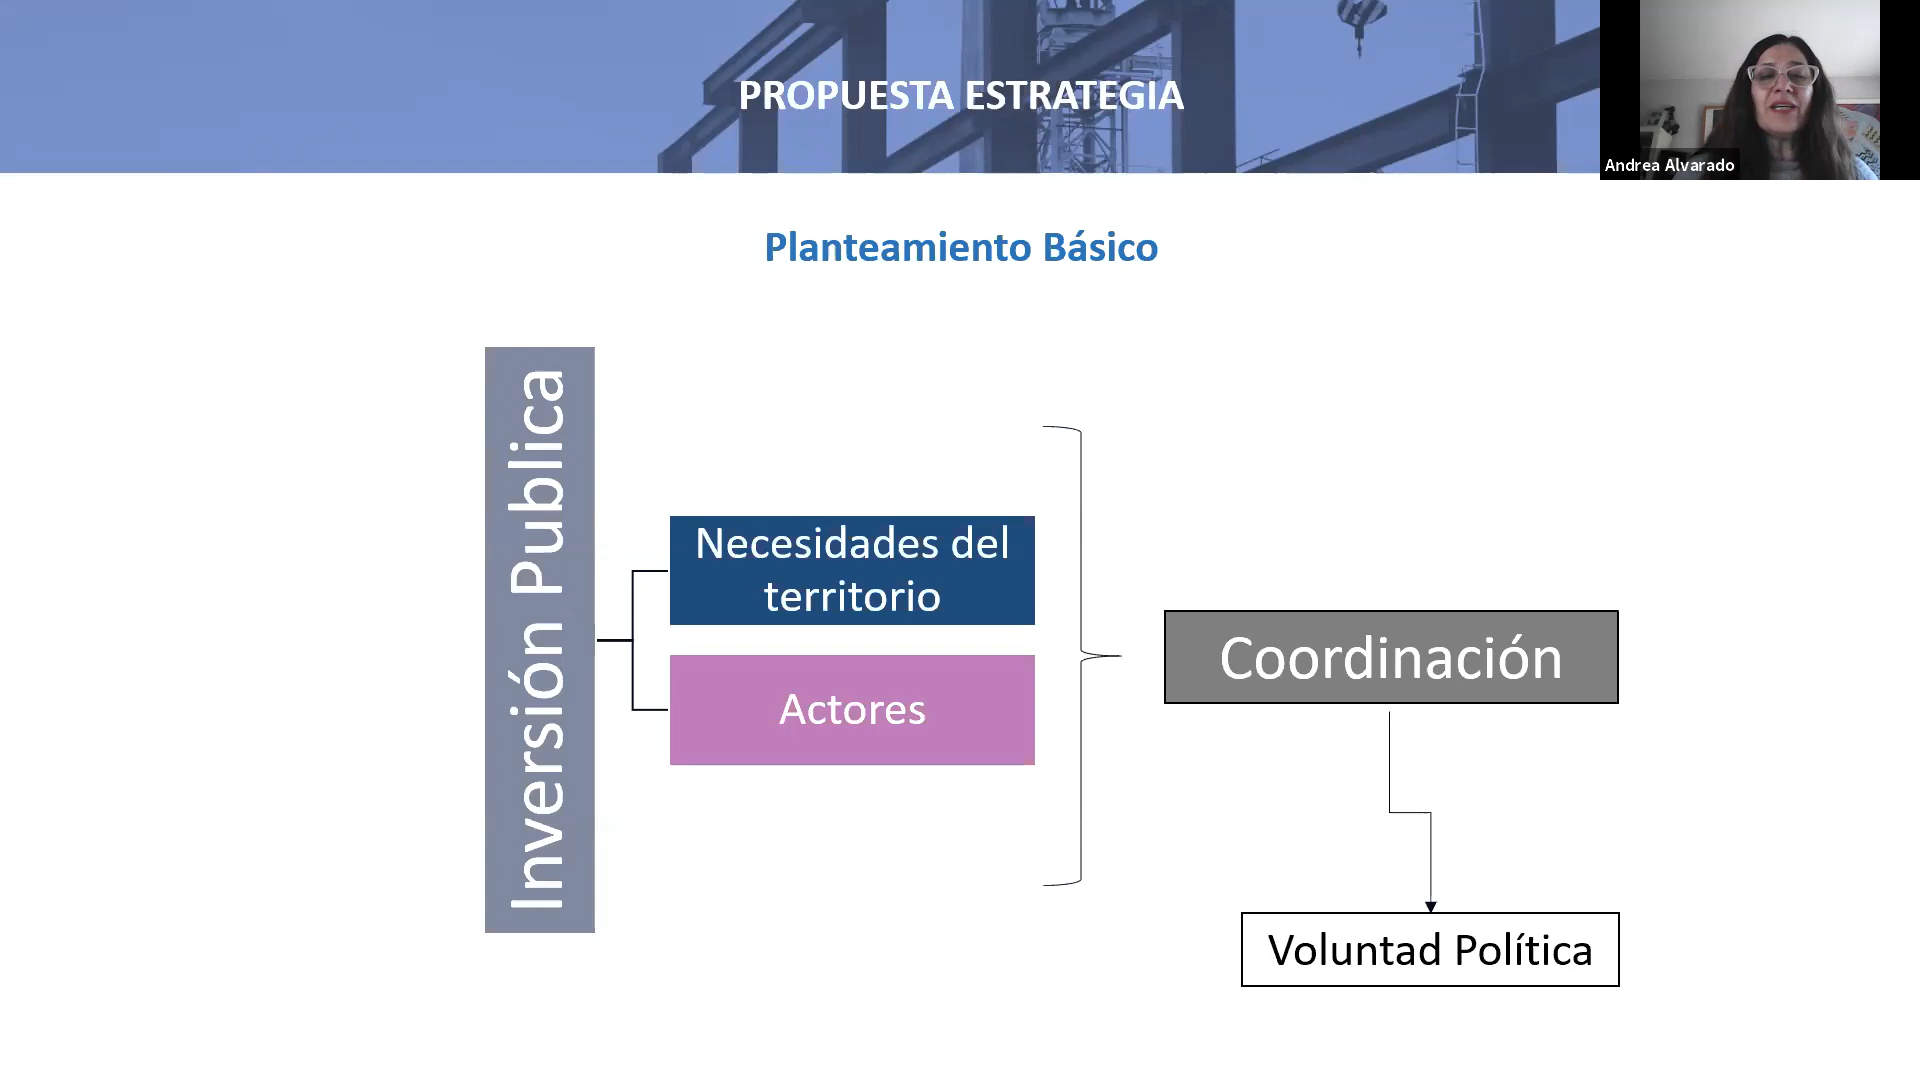 PROPUESTA ESTRATEGIA
Andrea Alvarado
Planteamiento Básico
Inversión Publica
Necesidades del
territorio
Actores
Coordinación
Voluntad Política